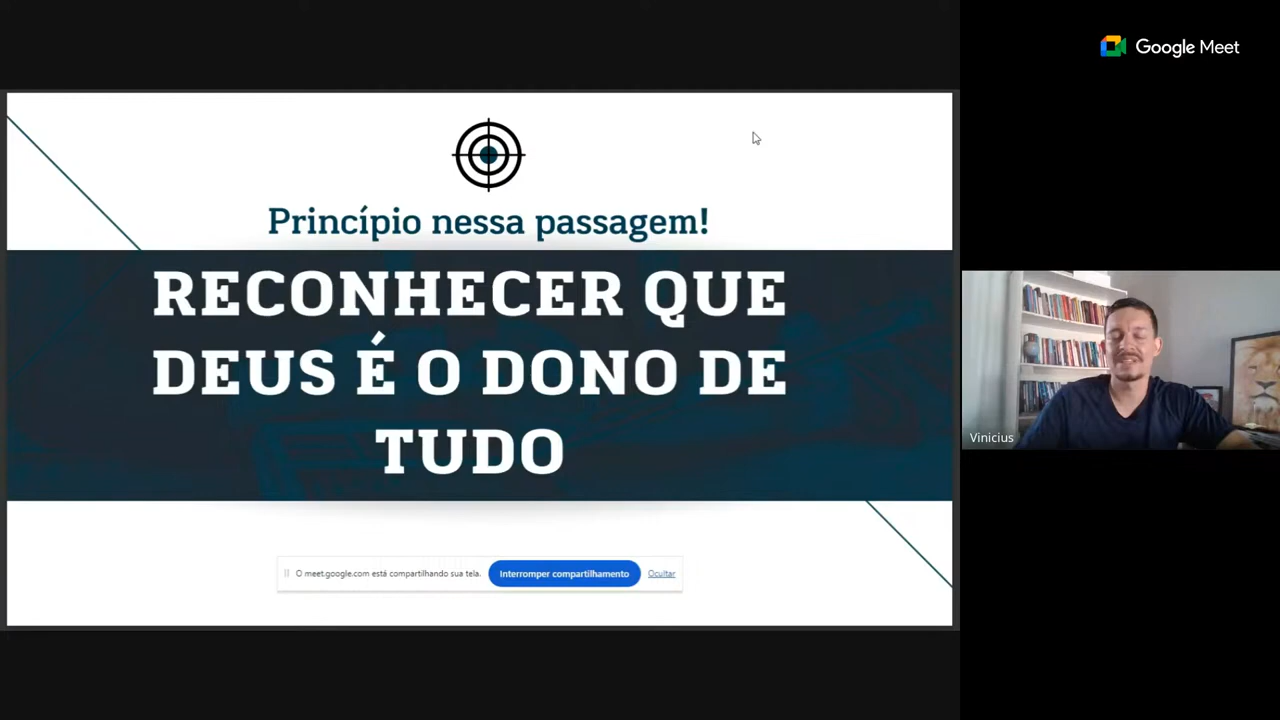 Google Meet
Princípio nessa passagem!
RECONHECER QUE
DEUS É O DONO DE
TUDO
O meet.google.com está compartilhando sua tela. Interromper compartilhamento Ocultar
Vinicius